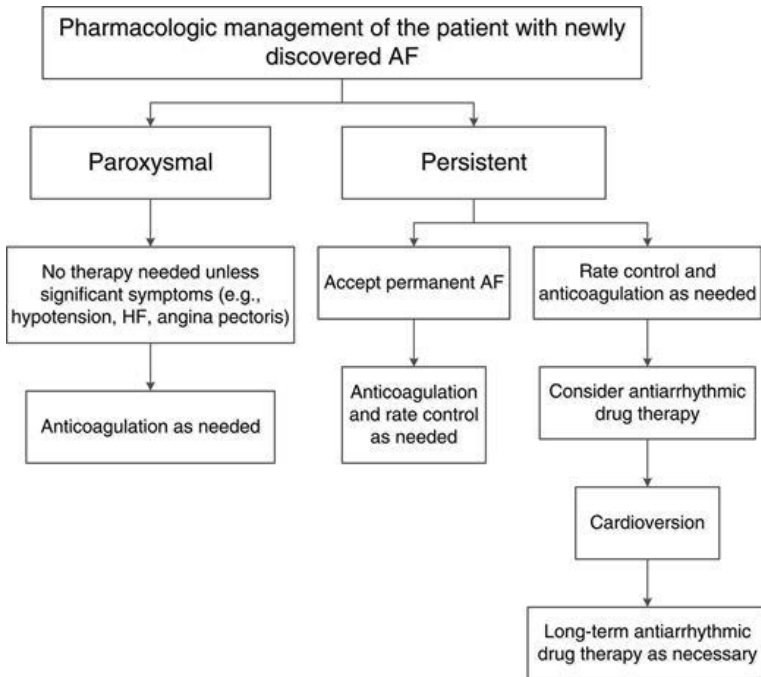 Pharmacologic management of the patient with newly
discovered AF
Paroxysmal
Persistent
No therapy needed unless
significant symptoms (e.g.,
hypotension, HF, angina pectoris)
Accept permanent AF
Rate control and
anticoagulation as needed
Anticoagulation as needed
Anticoagulation
and rate control
as needed
Consider antiarrhythmic
drug therapy
Cardioversion
Long-term antiarrhythmic
drug therapy as necessary